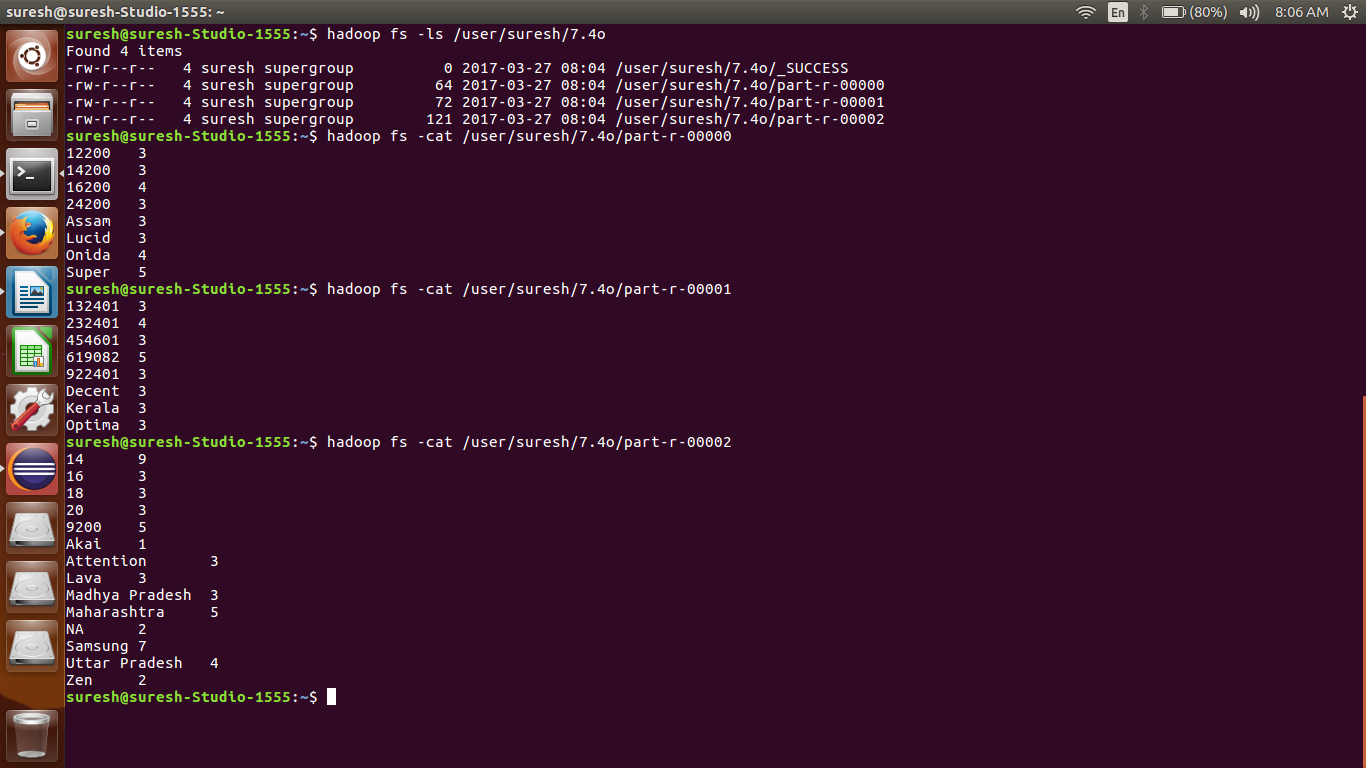 suresh@suresh-Studio-1555: ~ En (80%) 8:06 AM
suresh@suresh-Studio-1555:~$ hadoop fs -ls /user/suresh/7.4o
Found 4 items
-rw-r--r--   4 suresh supergroup          0 2017-03-27 08:04 /user/suresh/7.4o/_SUCCESS
-rw-r--r--   4 suresh supergroup         64 2017-03-27 08:04 /user/suresh/7.4o/part-r-00000
-rw-r--r--   4 suresh supergroup         72 2017-03-27 08:04 /user/suresh/7.4o/part-r-00001
-rw-r--r--   4 suresh supergroup        121 2017-03-27 08:04 /user/suresh/7.4o/part-r-00002
suresh@suresh-Studio-1555:~$ hadoop fs -cat /user/suresh/7.4o/part-r-00000
12200   3
14200   3
16200   4
24200   3
Assam   3
Lucid   3
Onida   4
Super   5
suresh@suresh-Studio-1555:~$ hadoop fs -cat /user/suresh/7.4o/part-r-00001
132401  3
232401  4
454601  3
619082  5
922401  3
Decent  3
Kerala  3
Optima  3
suresh@suresh-Studio-1555:~$ hadoop fs -cat /user/suresh/7.4o/part-r-00002
14      9
16      3
18      3
20      3
9200    5
Akai    1
Attention       3
Lava    3
Madhya Pradesh  3
Maharashtra     5
NA      2
Samsung 7
Uttar Pradesh   4
Zen     2
suresh@suresh-Studio-1555:~$